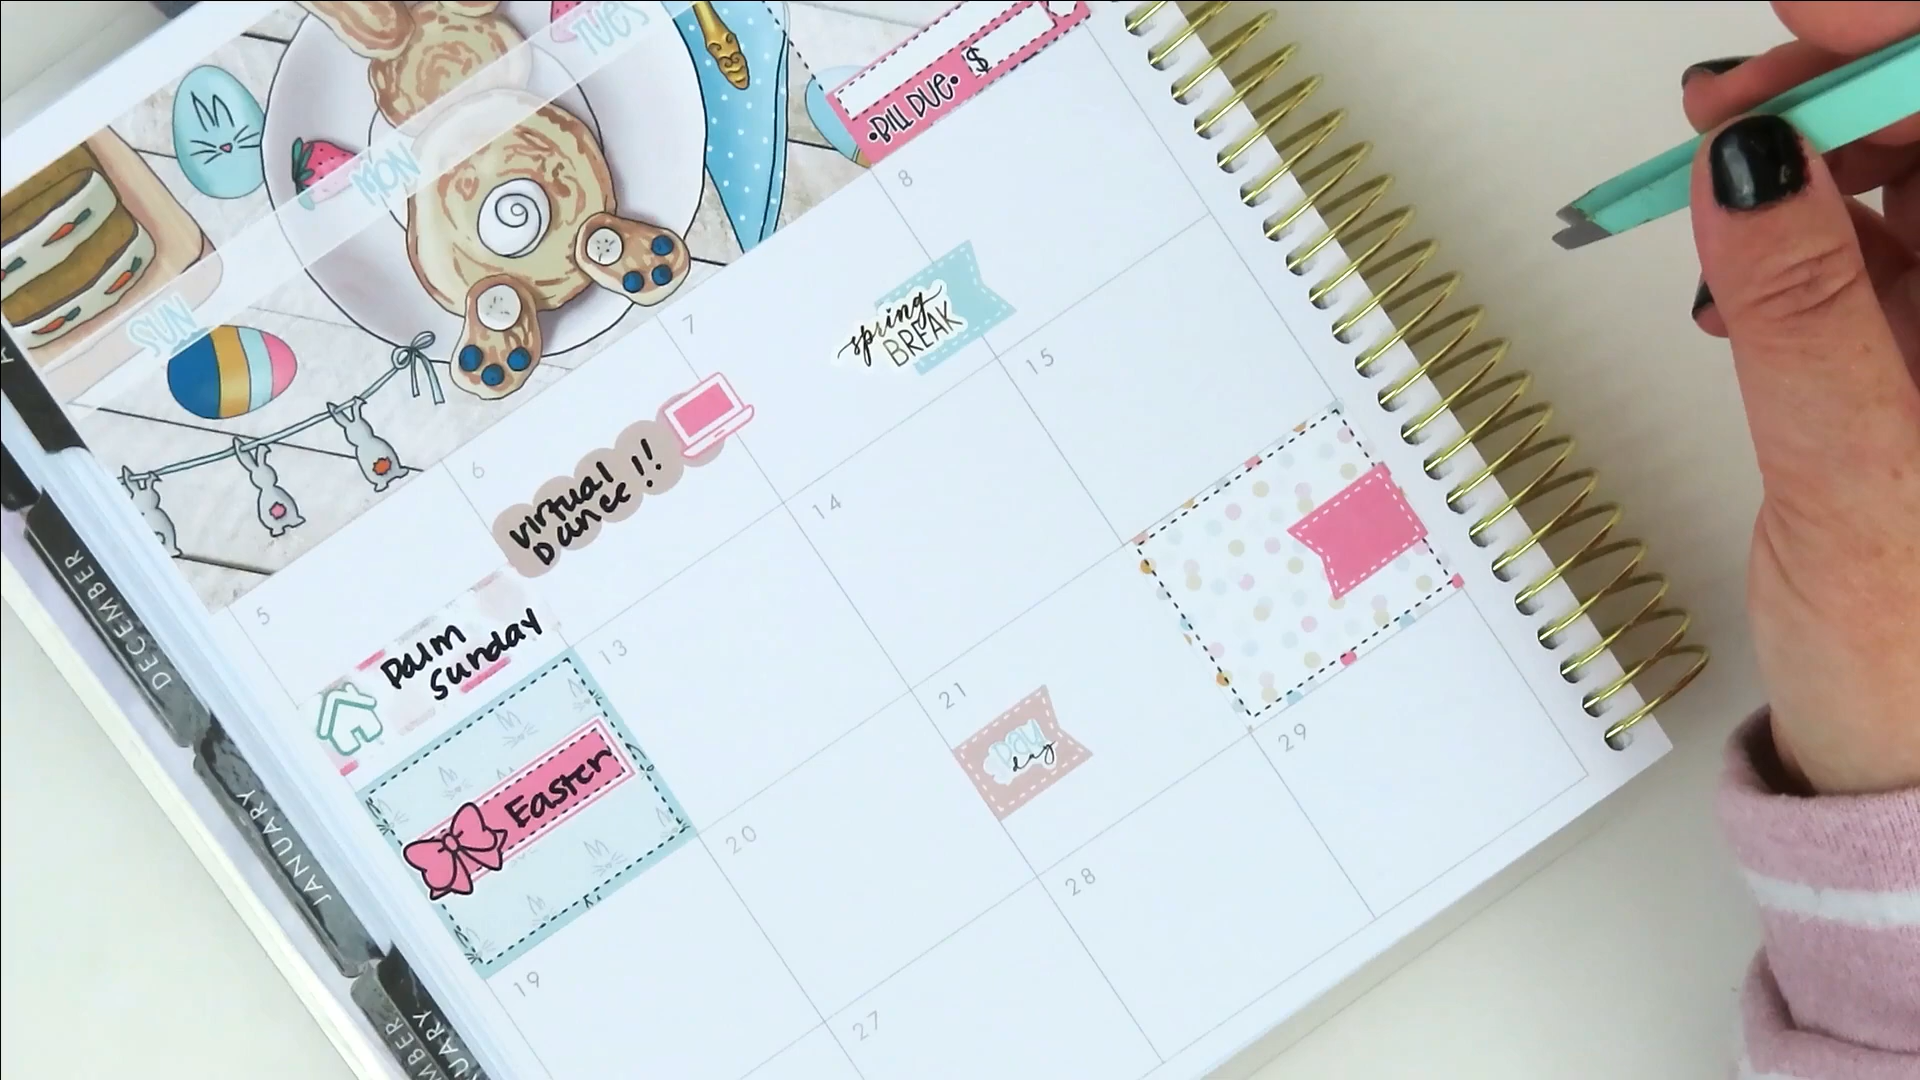 TUES
MON
SUN
•BILL DUE• $
8
7
spring
BREAK
6
virtual
Dance !!
15
5
14
Palm
Sunday
13
Easter
21
pay
day
29
20
28
19
27
DECEMBER
JANUARY